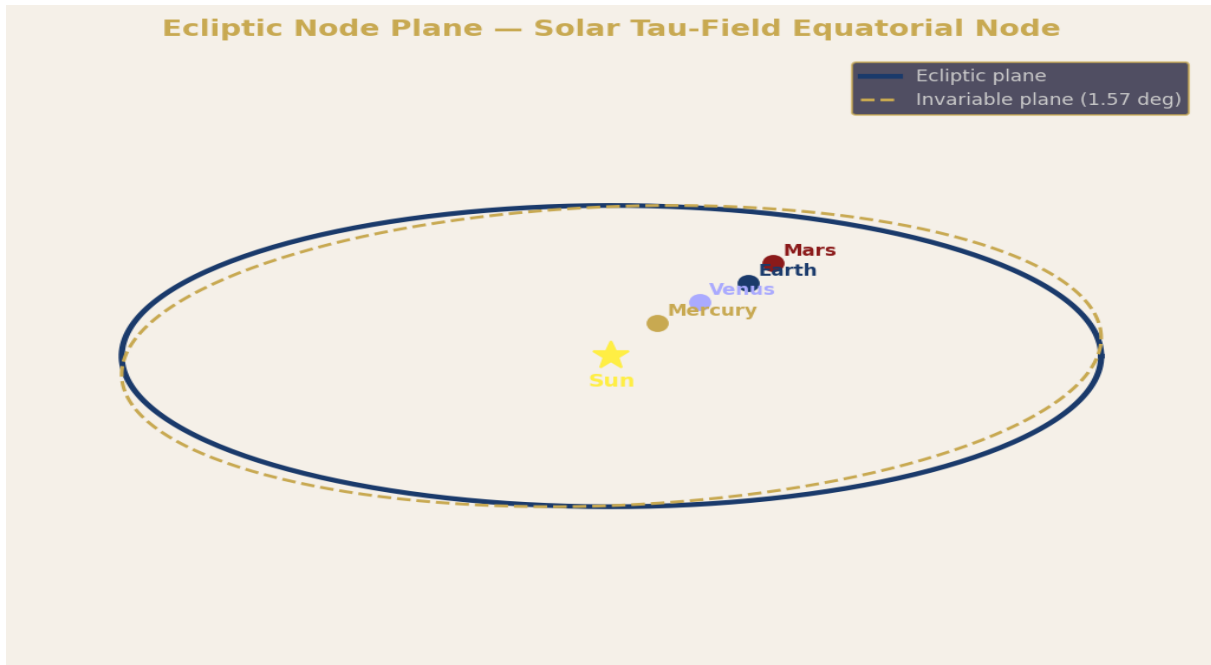 Ecliptic Node Plane — Solar Tau-Field Equatorial Node
Ecliptic plane
Invariable plane (1.57 deg)
Mars
Earth
Venus
Mercury
Sun